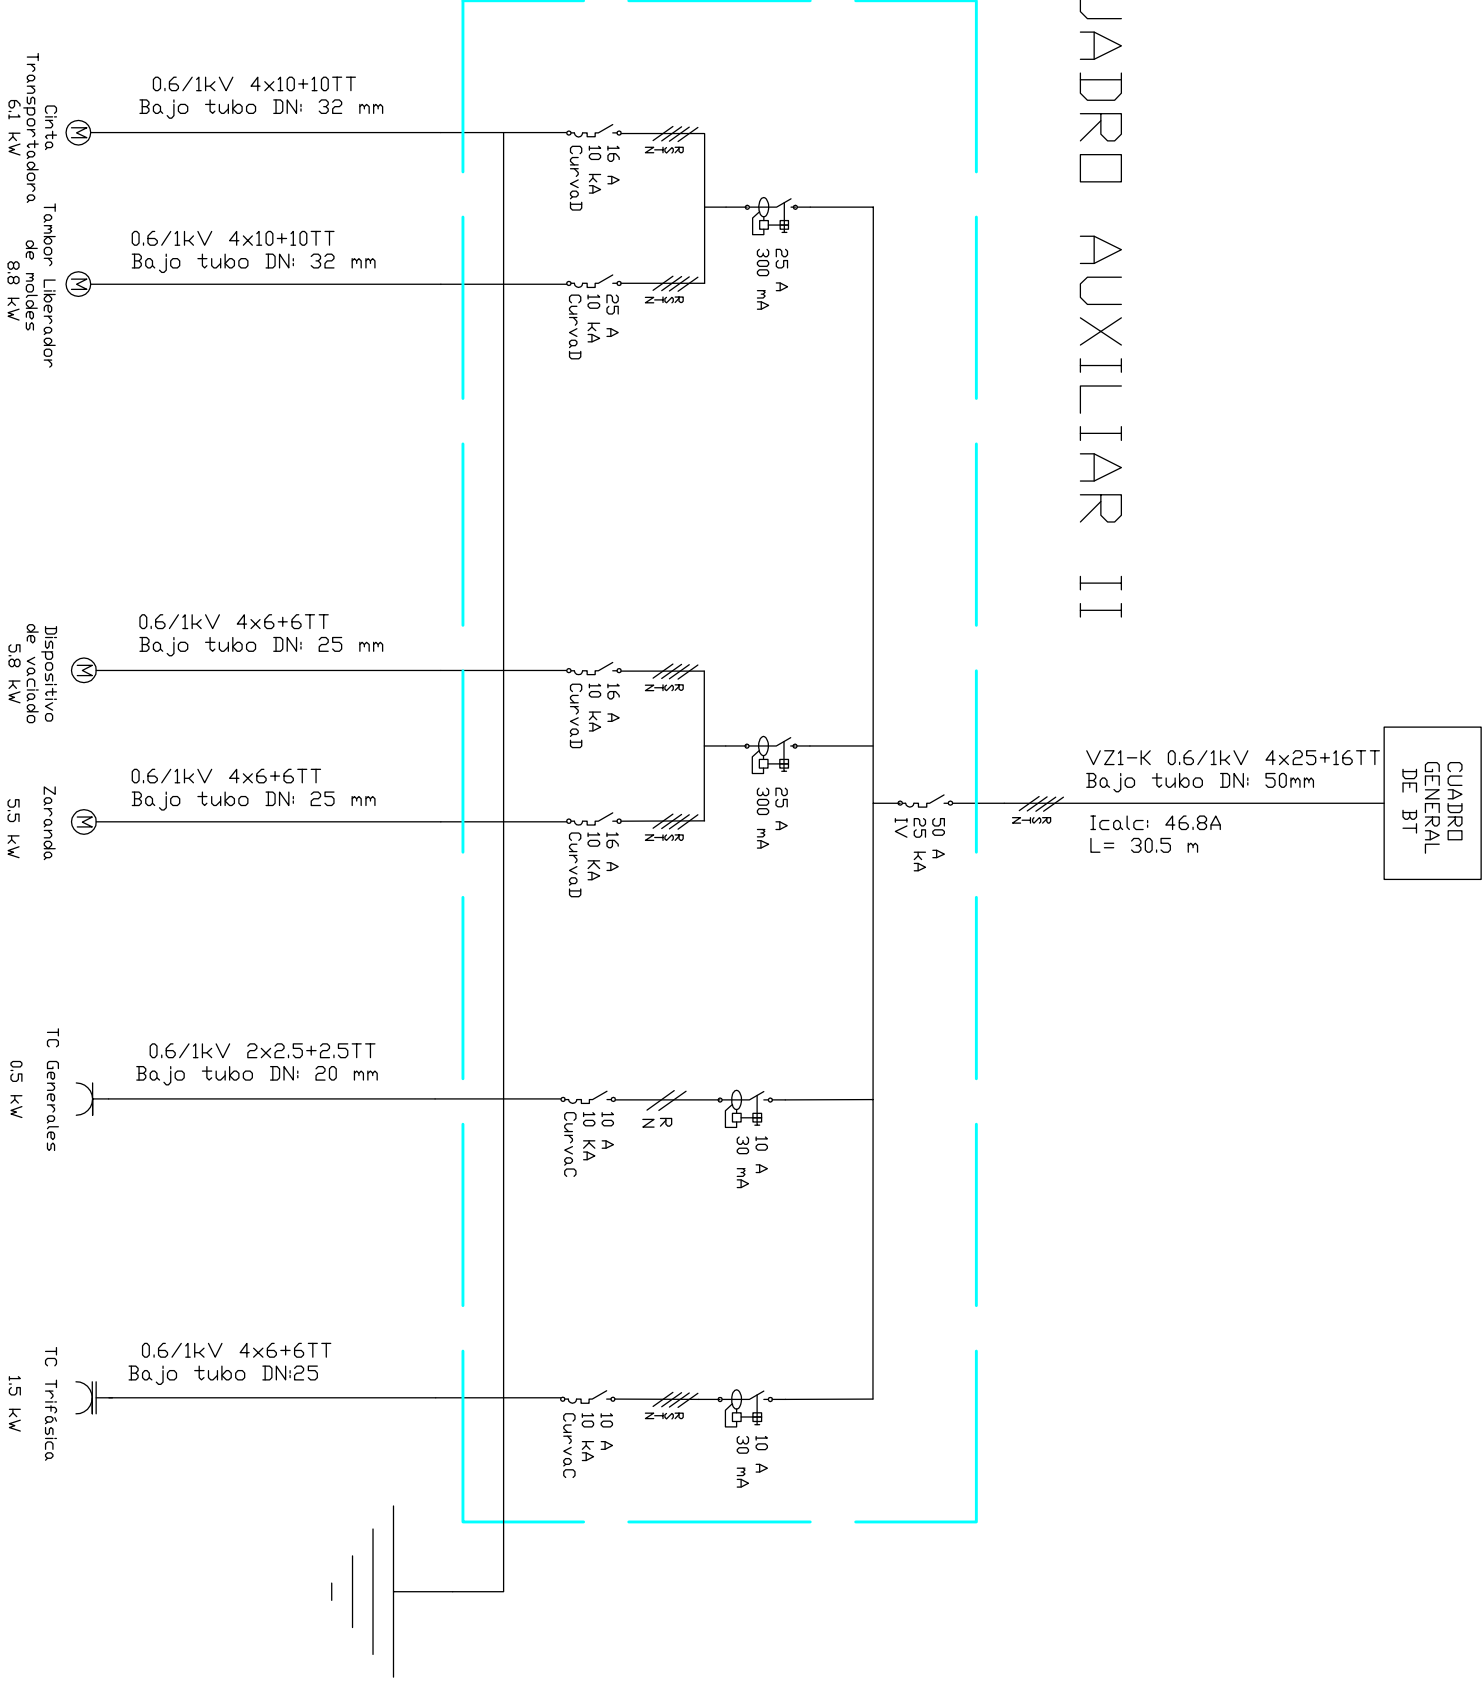 UADRO AUXILIAR II
CUADRO
GENERAL
DE BT
VZ1-K 0.6/1kV 4x25+16TT
Bajo tubo DN: 50mm
Icalc: 46.8A
L= 30.5 m
RSTN
50 A
25 kA
IV
25 A
300 mA
RSTN
16 A
10 kA
CurvaD
0.6/1kV 4x10+10TT
Bajo tubo DN: 32 mm
Cinta
Transportadora
6.1 kW
RSTN
25 A
10 kA
CurvaD
0.6/1kV 4x10+10TT
Bajo tubo DN: 32 mm
Tambor Liberador
de moldes
8.8 kW
25 A
300 mA
RSTN
16 A
10 kA
CurvaD
0.6/1kV 4x6+6TT
Bajo tubo DN: 25 mm
Dispositivo
de vaciado
5.8 kW
RSTN
16 A
10 KA
CurvaD
0.6/1kV 4x6+6TT
Bajo tubo DN: 25 mm
Zaranda
5.5 kW
10 A
30 mA
R
N
10 A
10 KA
CurvaC
0.6/1kV 2x2.5+2.5TT
Bajo tubo DN: 20 mm
TC Generales
0.5 kW
10 A
30 mA
RSTN
10 A
10 kA
CurvaC
0.6/1kV 4x6+6TT
Bajo tubo DN:25
TC Trifásica
1.5 kW
M
M
M
M